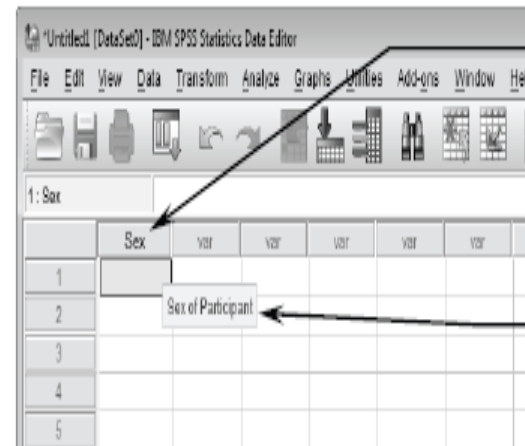 *Untitled1 [DataSet0] - IBM SPSS Statistics Data Editor
File Edit View Data Transform Analyze Graphs Utilities Add-ons Window
1 : Sex
Sex var var var var var
1
Sex of Participant
2
3
4
5